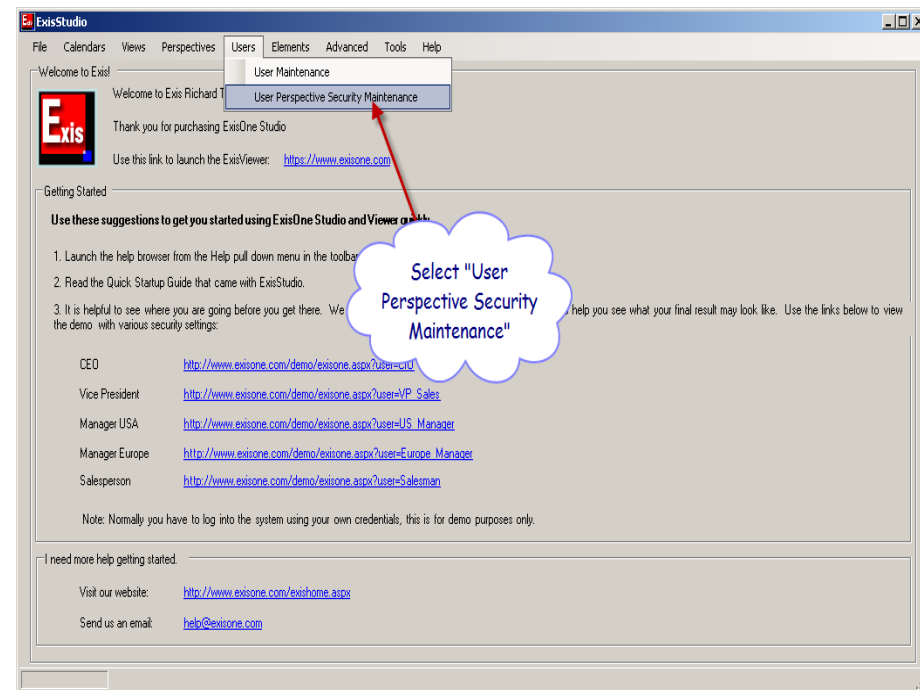 ExisStudio
File Calendars Views Perspectives Users Elements Advanced Tools Help
User Maintenance
User Perspective Security Maintenance
Welcome to Exis!
Exis
Welcome to Exis Richard T
Thank you for purchasing ExisOne Studio
Use this link to launch the ExisViewer: https://www.exisone.com
Getting Started
Use these suggestions to get you started using ExisOne Studio and Viewer quickly.
1. Launch the help browser from the Help pull down menu in the toolbar
2. Read the Quick Startup Guide that came with ExisStudio.
3. It is helpful to see where you are going before you get there. We help you see what your final result may look like. Use the links below to view
the demo with various security settings:
Select "User
Perspective Security
Maintenance"
CEO http://www.exisone.com/demo/exisone.aspx?user=CIO
Vice President http://www.exisone.com/demo/exisone.aspx?user=VP_Sales
Manager USA http://www.exisone.com/demo/exisone.aspx?user=US_Manager
Manager Europe http://www.exisone.com/demo/exisone.aspx?user=Europe_Manager
Salesperson http://www.exisone.com/demo/exisone.aspx?user=Salesman
Note: Normally you have to log into the system using your own credentials, this is for demo purposes only.
I need more help getting started.
Visit our website: http://www.exisone.com/exishome.aspx
Send us an email: help@exisone.com